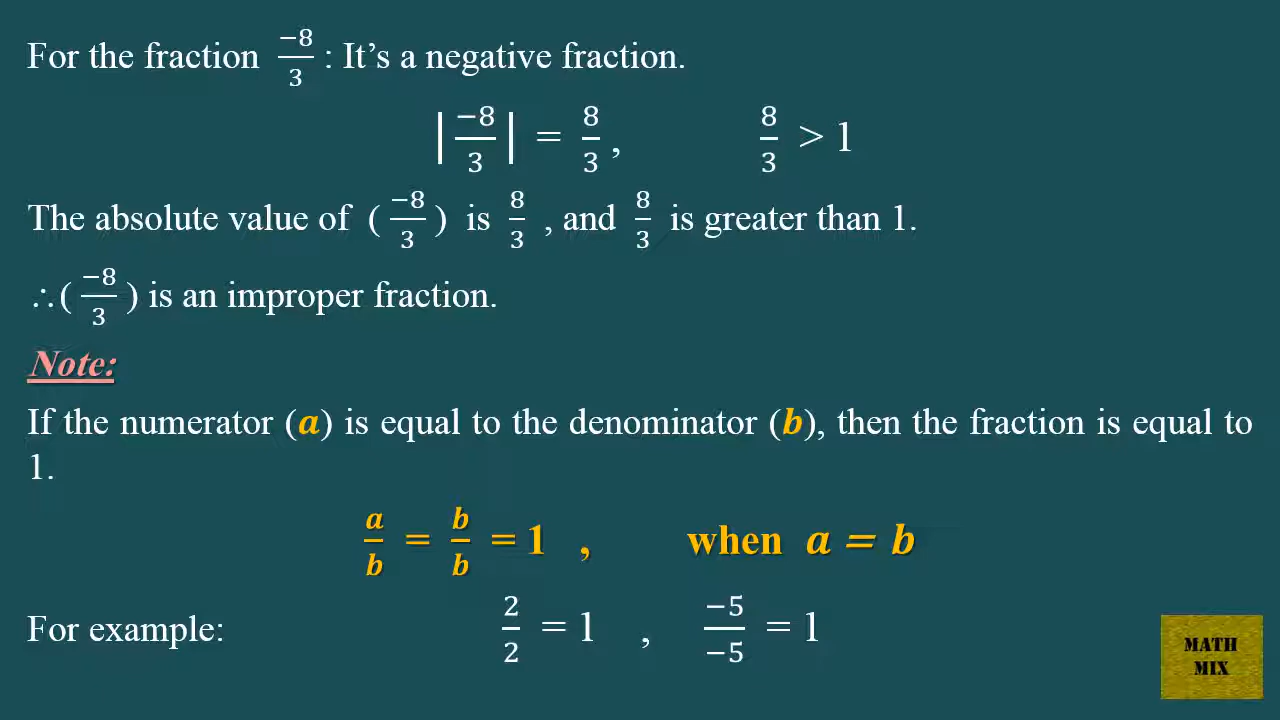 For the fraction −8/3 : It’s a negative fraction.
|−8/3| = 8/3 , 8/3 > 1
The absolute value of (−8/3) is 8/3 , and 8/3 is greater than 1.
∴(−8/3) is an improper fraction.
Note:
If the numerator (a) is equal to the denominator (b), then the fraction is equal to
1.
a/b = b/b = 1 , when a = b
For example: 2/2 = 1 , −5/−5 = 1
MATH
MIX